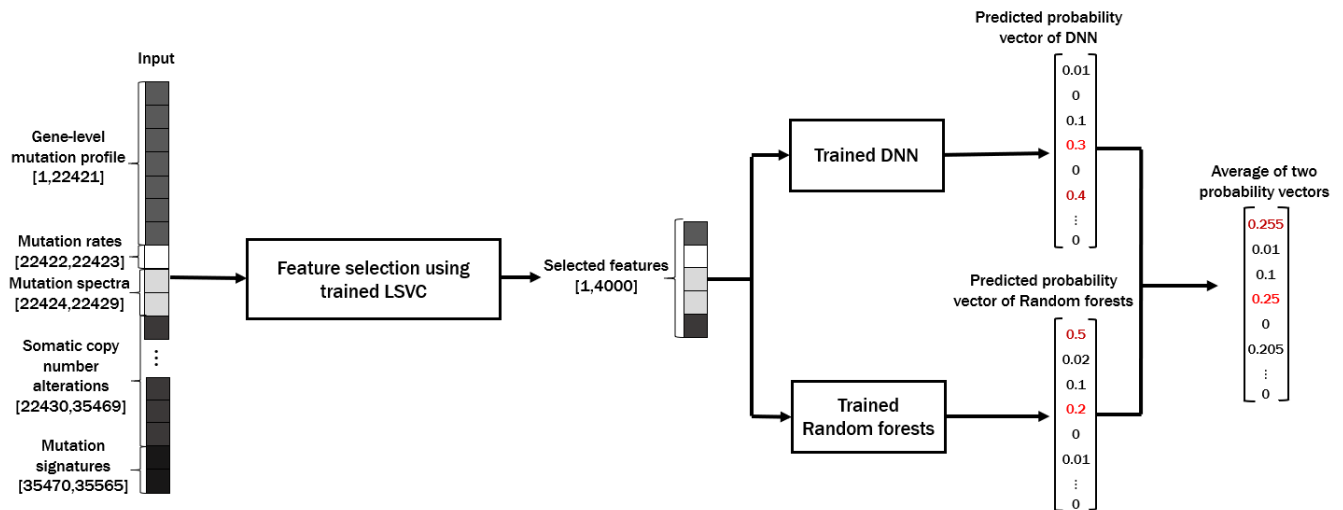 Input
Gene-level
mutation profile
[1,22421]
Mutation rates
[22422,22423]
Mutation spectra
[22424,22429]
Somatic copy
number
alterations
[22430,35469]
Mutation
signatures
[35470,35565]
⋮
Feature selection using
trained LSVC
Selected features
[1,4000]
Trained DNN
Trained
Random forests
Predicted probability
vector of DNN
0.01
0
0.1
0.3
0
0.4
⋮
0
Predicted probability
vector of Random forests
0.5
0.02
0.1
0.2
0
0.01
⋮
0
Average of two
probability vectors
0.255
0.01
0.1
0.25
0
0.205
⋮
0